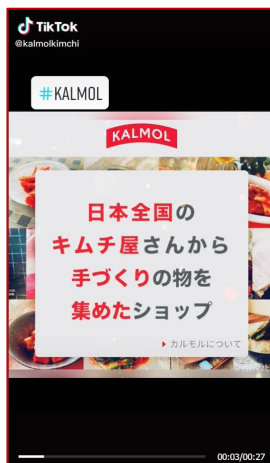 TikTok
@kalmolkimchi
#KALMOL
KALMOL
日本全国の
キムチ屋さんから
手づくりの物を
集めたショップ
カルモルについて
00:03/00:27